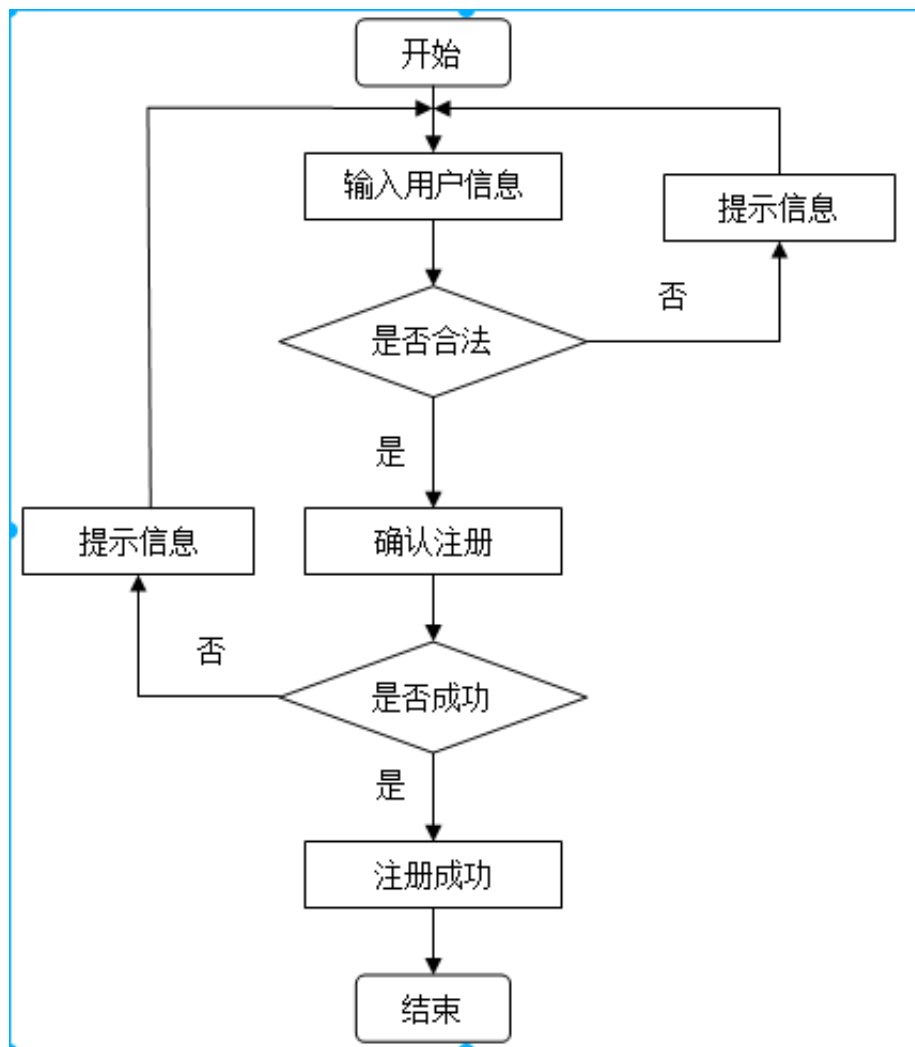 开始
输入用户信息
提示信息
否
是否合法
是
提示信息
确认注册
否
是否成功
是
注册成功
结束